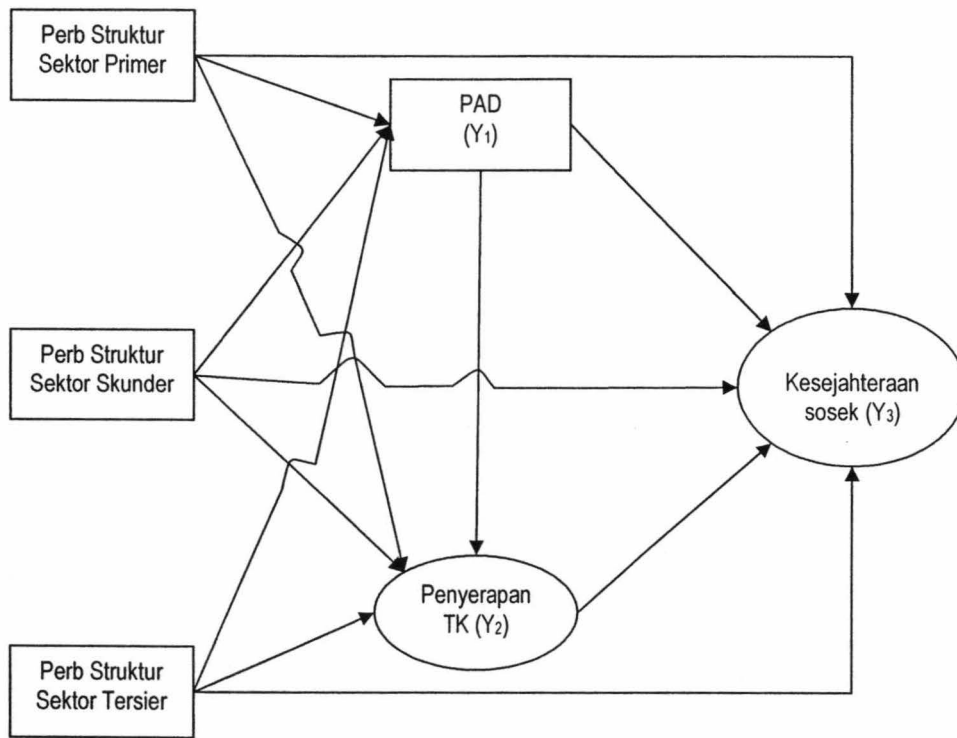 Perb Struktur
Sektor Primer
PAD
(Y₁)
Perb Struktur
Sektor Skunder
Kesejahteraan
sosek (Y₃)
Penyerapan
TK (Y₂)
Perb Struktur
Sektor Tersier